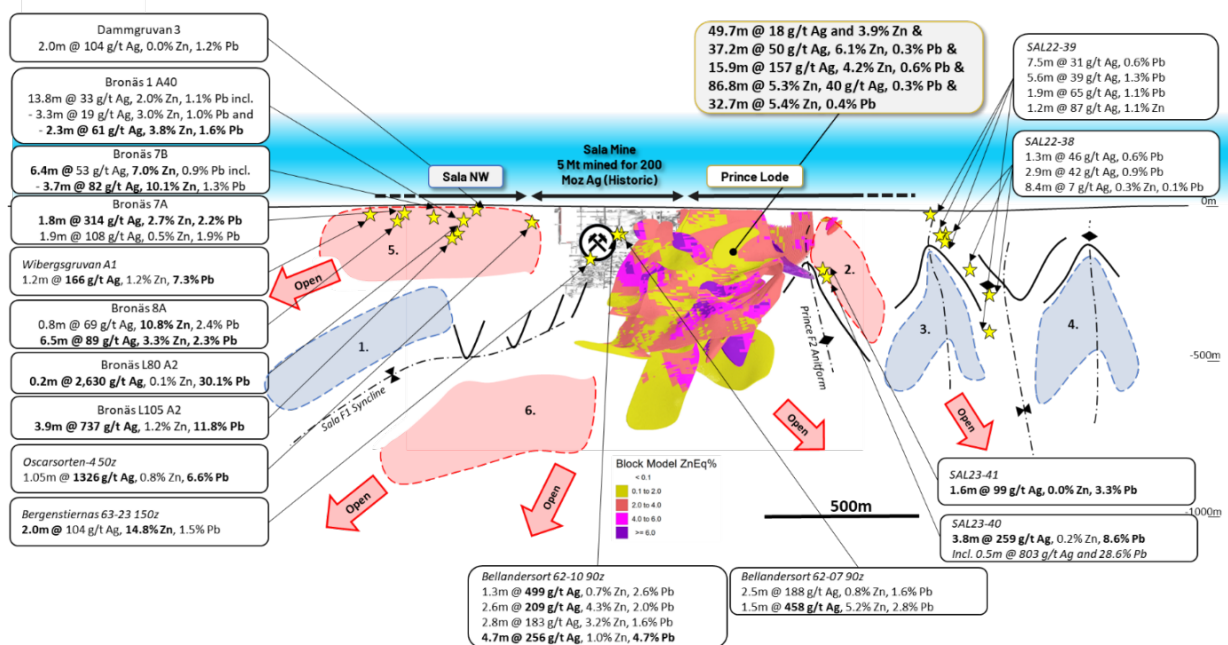 Dammgruvan 3
2.0m @ 104 g/t Ag, 0.0% Zn, 1.2% Pb
Bronäs 1 A40
13.8m @ 33 g/t Ag, 2.0% Zn, 1.1% Pb incl.
- 3.3m @ 19 g/t Ag, 3.0% Zn, 1.0% Pb and
- 2.3m @ 61 g/t Ag, 3.8% Zn, 1.6% Pb
Bronäs 7B
6.4m @ 53 g/t Ag, 7.0% Zn, 0.9% Pb incl.
- 3.7m @ 82 g/t Ag, 10.1% Zn, 1.3% Pb
Bronäs 7A
1.8m @ 314 g/t Ag, 2.7% Zn, 2.2% Pb
1.9m @ 108 g/t Ag, 0.5% Zn, 1.9% Pb
Wibergsgruvan A1
1.2m @ 166 g/t Ag, 1.2% Zn, 7.3% Pb
Bronäs 8A
0.8m @ 69 g/t Ag, 10.8% Zn, 2.4% Pb
6.5m @ 89 g/t Ag, 3.3% Zn, 2.3% Pb
Bronäs L80 A2
0.2m @ 2,630 g/t Ag, 0.1% Zn, 30.1% Pb
Bronäs L105 A2
3.9m @ 737 g/t Ag, 1.2% Zn, 11.8% Pb
Oscarsorten-4 50z
1.05m @ 1326 g/t Ag, 0.8% Zn, 6.6% Pb
Bergenstiernas 63-23 150z
2.0m @ 104 g/t Ag, 14.8% Zn, 1.5% Pb
49.7m @ 18 g/t Ag and 3.9% Zn &
37.2m @ 50 g/t Ag, 6.1% Zn, 0.3% Pb &
15.9m @ 157 g/t Ag, 4.2% Zn, 0.6% Pb &
86.8m @ 5.3% Zn, 40 g/t Ag, 0.3% Pb &
32.7m @ 5.4% Zn, 0.4% Pb
SAL22-39
7.5m @ 31 g/t Ag, 0.6% Pb
5.6m @ 39 g/t Ag, 1.3% Pb
1.9m @ 65 g/t Ag, 1.1% Pb
1.2m @ 87 g/t Ag, 1.1% Zn
SAL22-38
1.3m @ 46 g/t Ag, 0.6% Pb
2.9m @ 42 g/t Ag, 0.9% Pb
8.4m @ 7 g/t Ag, 0.3% Zn, 0.1% Pb
Sala NW
Sala Mine
5 Mt mined for 200
Moz Ag (Historic)
Prince Lode
0m
-500m
-1000m
5.
1.
6.
2.
3.
4.
Open
Open
Open
Open
Open
Sala F1 Syncline
Prince F2 Antiform
Block Model ZnEq%
< 0.1
0.1 to 2.0
2.0 to 4.0
4.0 to 6.0
>= 6.0
500m
SAL23-41
1.6m @ 99 g/t Ag, 0.0% Zn, 3.3% Pb
SAL23-40
3.8m @ 259 g/t Ag, 0.2% Zn, 8.6% Pb
Incl. 0.5m @ 803 g/t Ag and 28.6% Pb
Bellandersort 62-10 90z
1.3m @ 499 g/t Ag, 0.7% Zn, 2.6% Pb
2.6m @ 209 g/t Ag, 4.3% Zn, 2.0% Pb
2.8m @ 183 g/t Ag, 3.2% Zn, 1.6% Pb
4.7m @ 256 g/t Ag, 1.0% Zn, 4.7% Pb
Bellandersort 62-07 90z
2.5m @ 188 g/t Ag, 0.8% Zn, 1.6% Pb
1.5m @ 458 g/t Ag, 5.2% Zn, 2.8% Pb